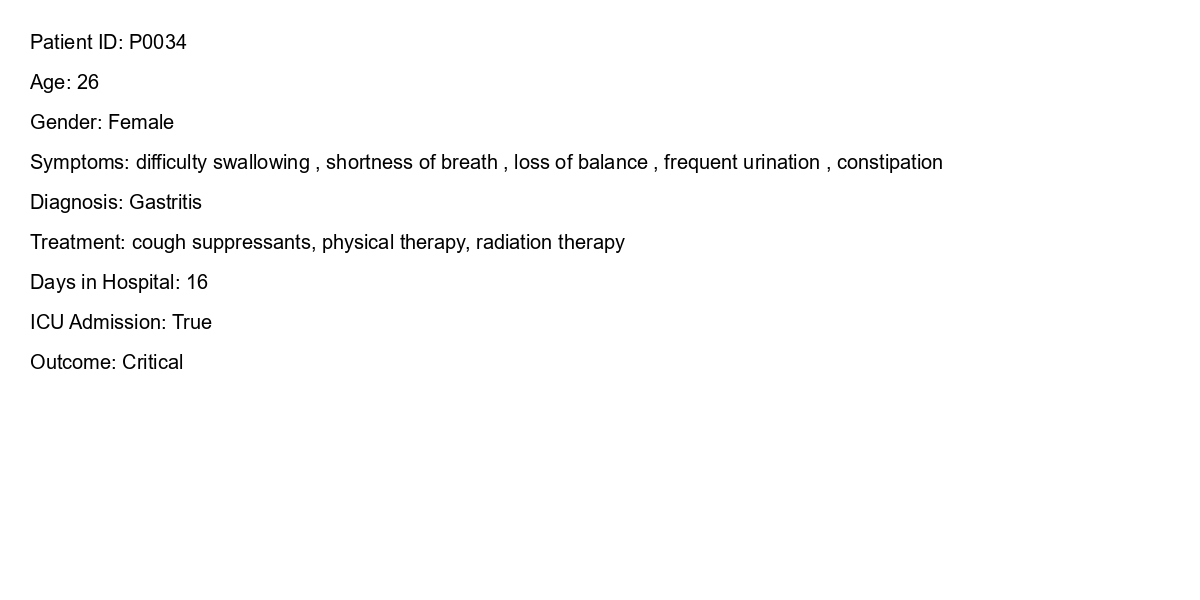 Patient ID: P0034
Age: 26
Gender: Female
Symptoms: difficulty swallowing , shortness of breath , loss of balance , frequent urination , constipation
Diagnosis: Gastritis
Treatment: cough suppressants, physical therapy, radiation therapy
Days in Hospital: 16
ICU Admission: True
Outcome: Critical